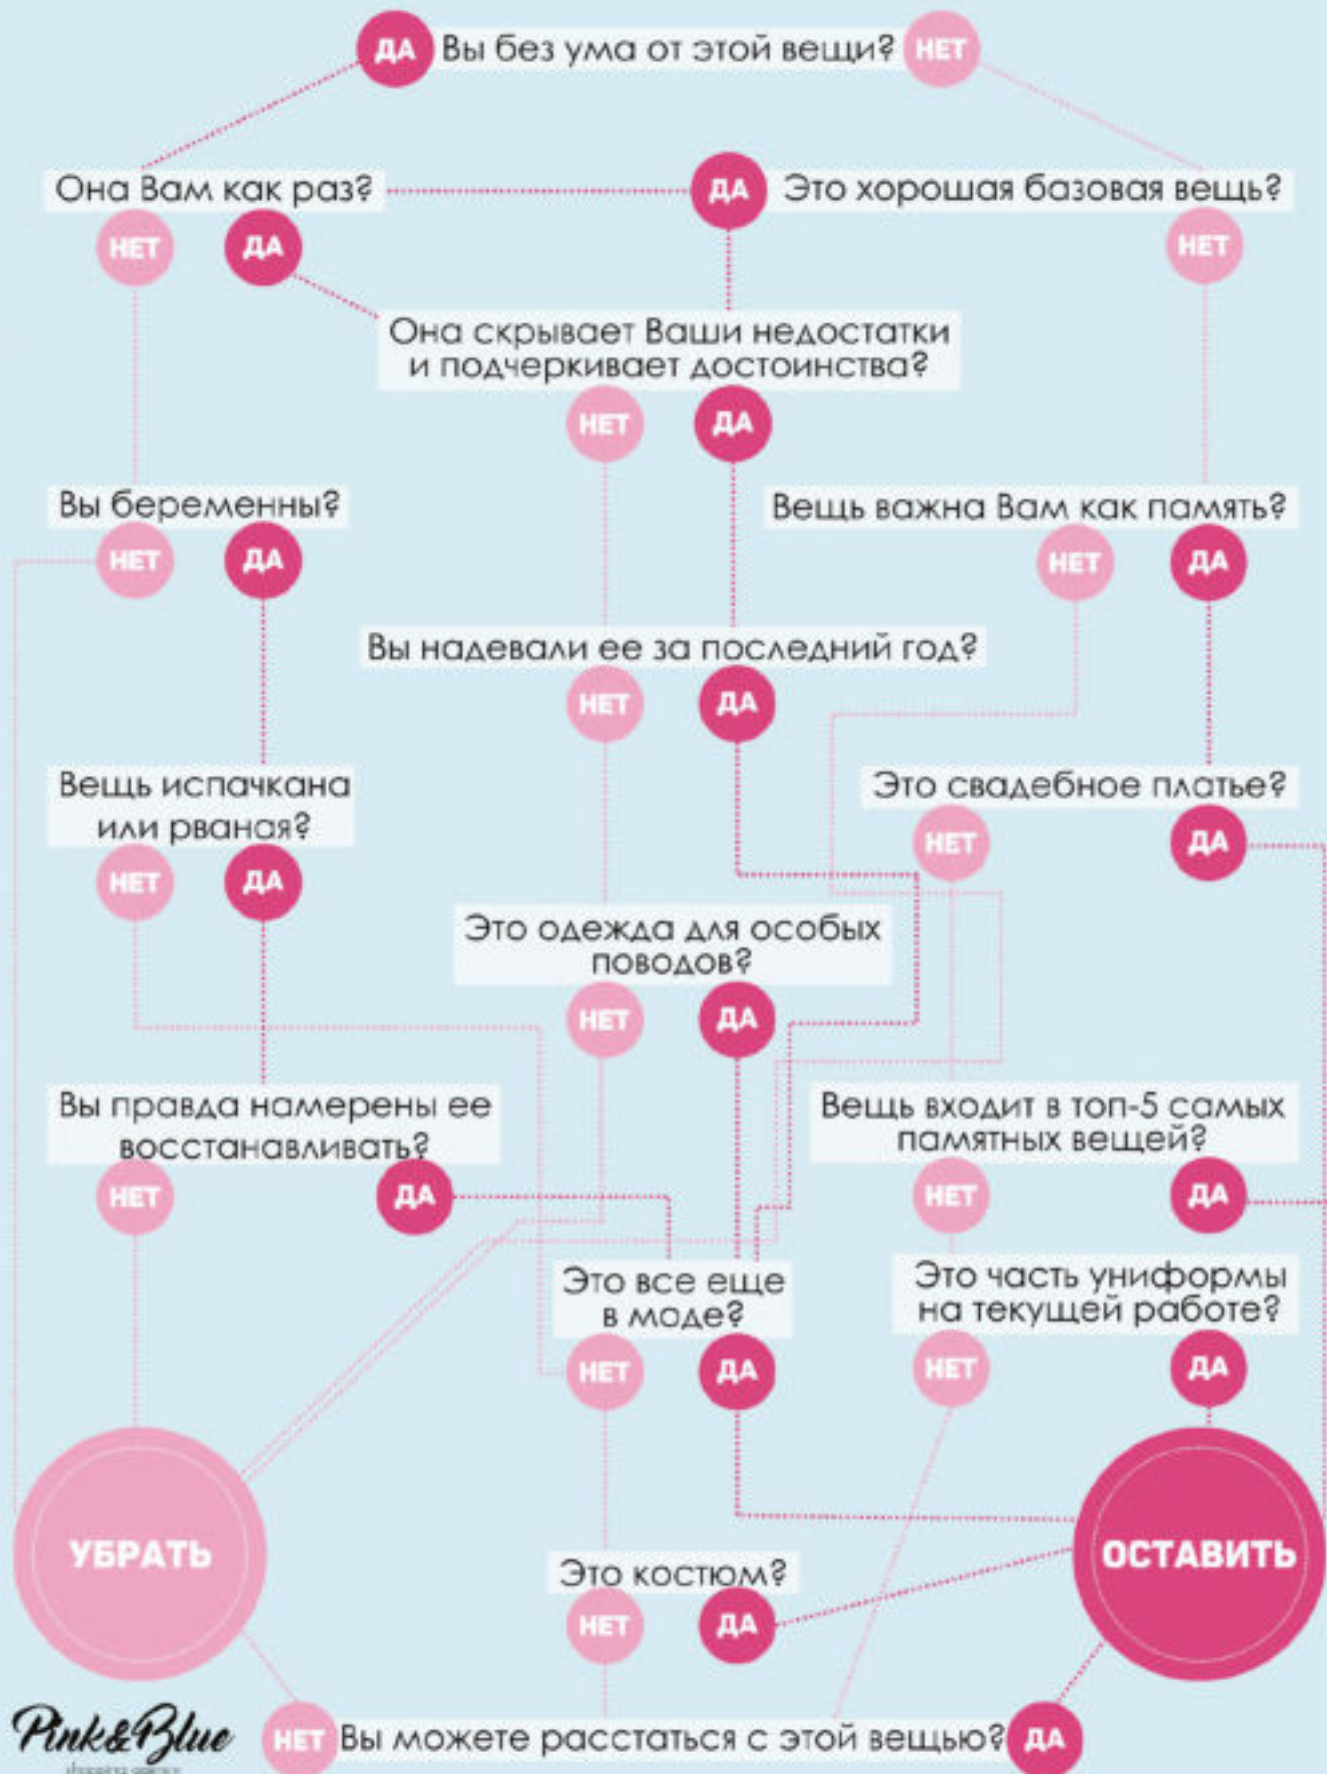 ДА Вы без ума от этой вещи? НЕТ
Она Вам как раз? ДА Это хорошая базовая вещь?
НЕТ ДА НЕТ
Она скрывает Ваши недостатки
и подчеркивает достоинства?
НЕТ ДА
Вы беременны? Вещь важна Вам как память?
НЕТ ДА НЕТ ДА
Вы надевали ее за последний год?
НЕТ ДА
Вещь испачкана
или рваная?
НЕТ ДА
Это свадебное платье?
НЕТ ДА
Это одежда для особых
поводов?
НЕТ ДА
Вы правда намерены ее
восстанавливать?
НЕТ ДА
Вещь входит в топ-5 самых
памятных вещей?
НЕТ ДА
Это все еще
в моде?
НЕТ ДА
Это часть униформы
на текущей работе?
НЕТ ДА
УБРАТЬ
ОСТАВИТЬ
Это костюм?
НЕТ ДА
НЕТ Вы можете расстаться с этой вещью? ДА
Pink&Blue
shopping agency